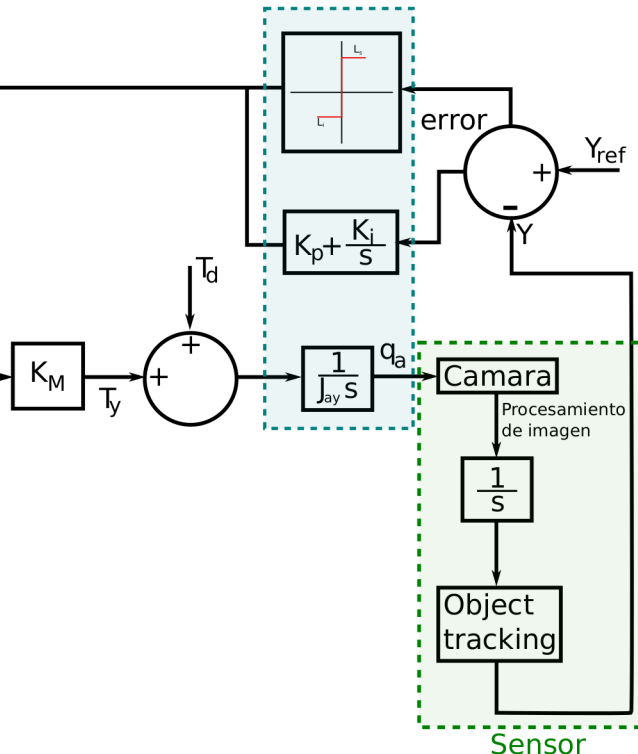 Ls
Li
error
Yref
+
-
Y
Kp+ Ki
s
Td
+
KM
Ty
+
1
Jay s
qa
Camara
Procesamiento
de imagen
1
s
Object
tracking
Sensor